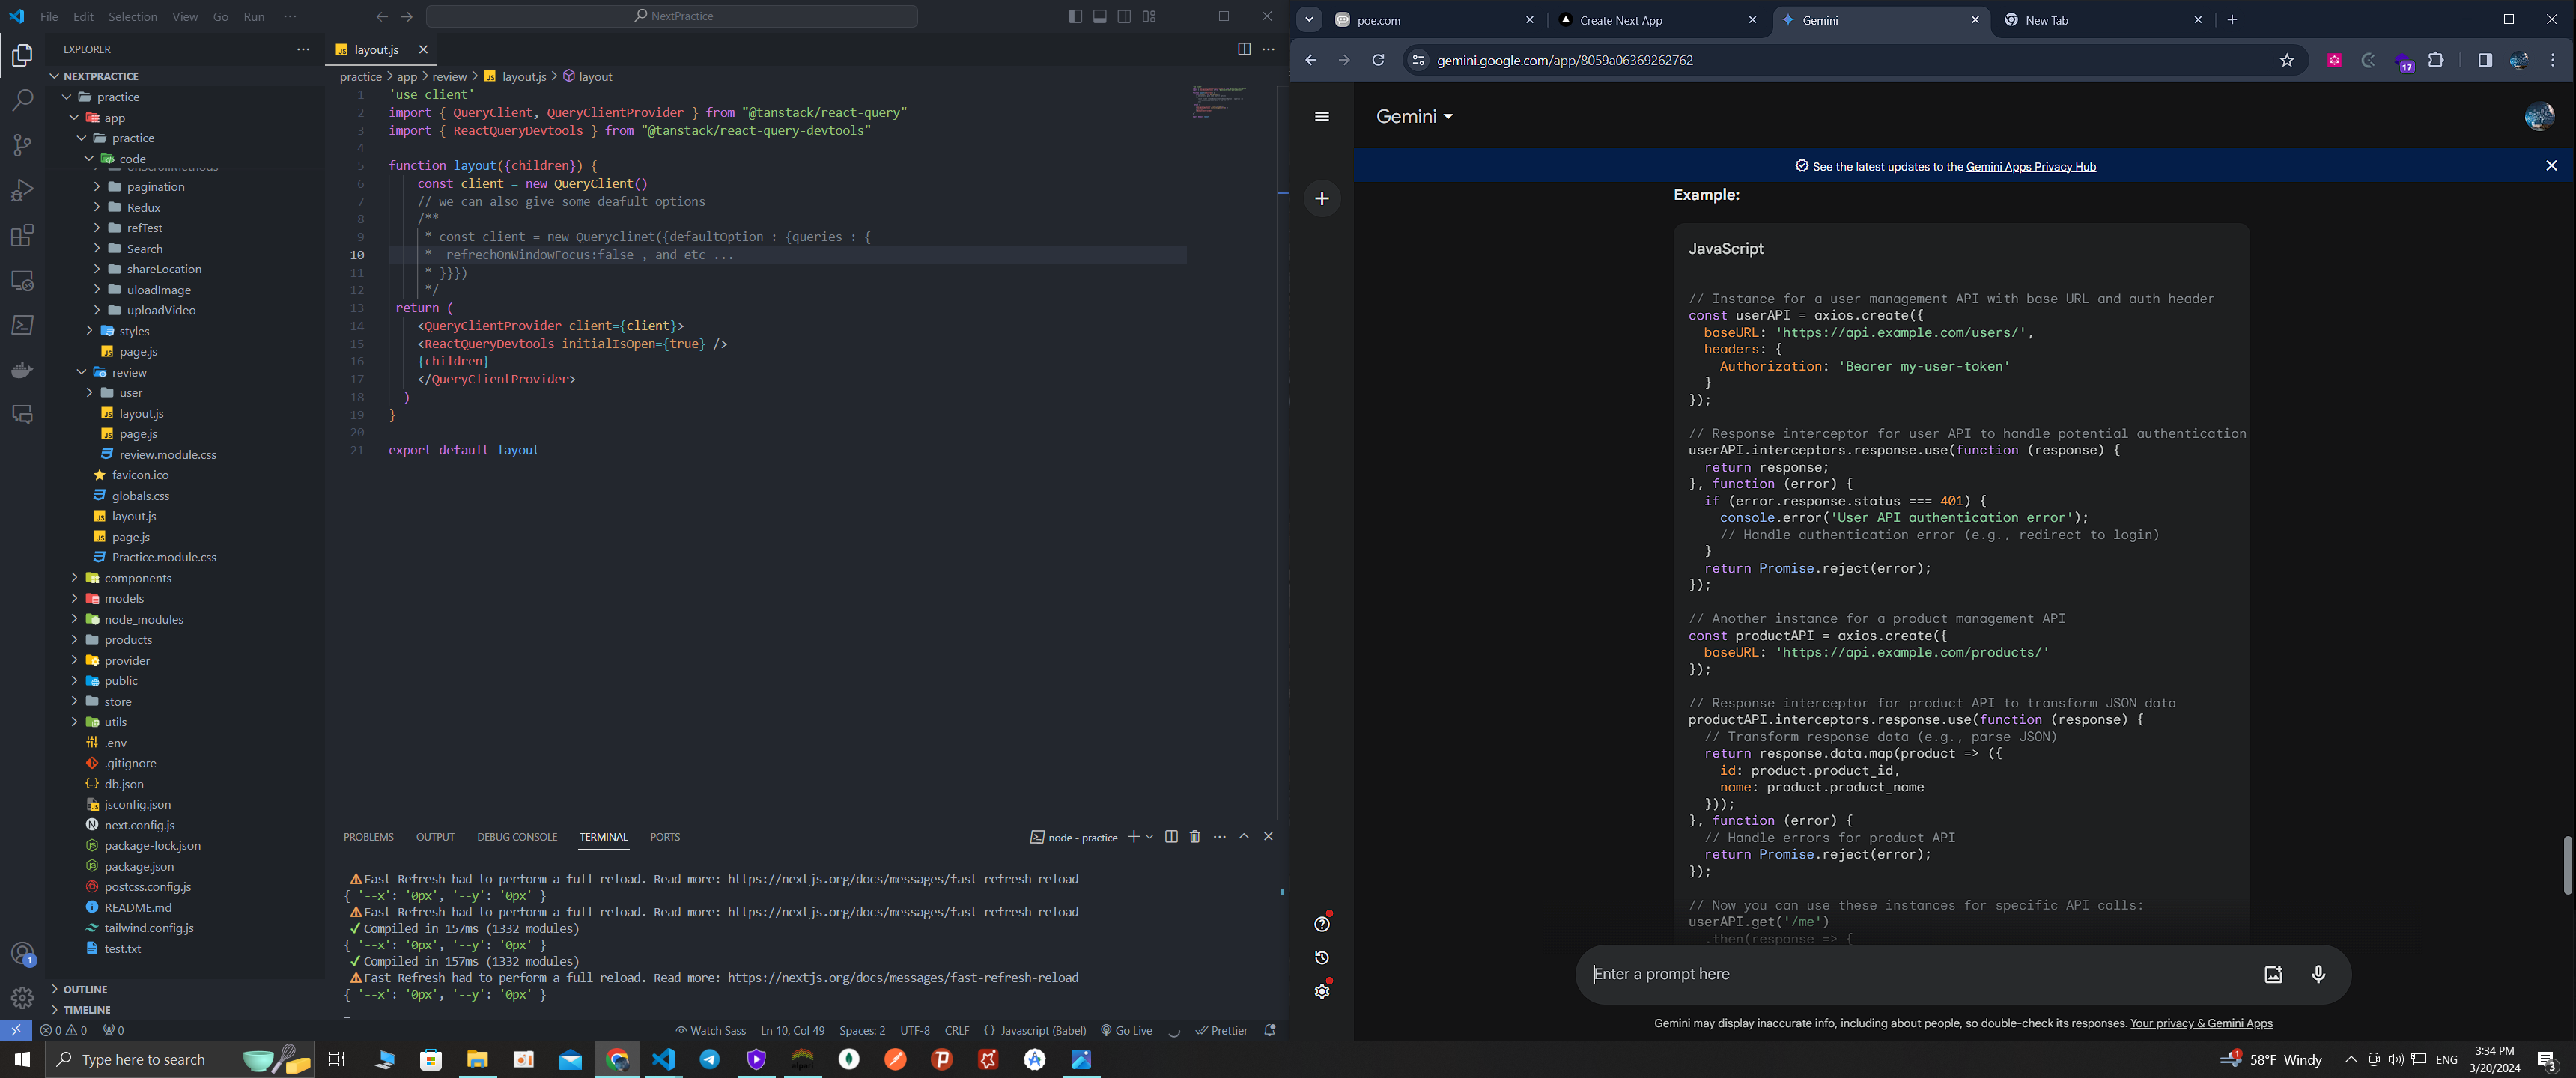 File Edit Selection View Go Run ...
NextPractice
EXPLORER
NEXTPRACTICE
practice
app
practice
code
pagination
Redux
refTest
Search
shareLocation
uloadImage
uploadVideo
styles
page.js
review
user
layout.js
page.js
review.module.css
favicon.ico
globals.css
layout.js
page.js
Practice.module.css
components
models
node_modules
products
provider
public
store
utils
.env
.gitignore
db.json
jsconfig.json
next.config.js
package-lock.json
package.json
postcss.config.js
README.md
tailwind.config.js
test.txt
OUTLINE
TIMELINE
layout.js
practice > app > review > layout.js > layout
1 'use client'
2 import { QueryClient, QueryClientProvider } from "@tanstack/react-query"
3 import { ReactQueryDevtools } from "@tanstack/react-query-devtools"
4
5 function layout({children}) {
6 const client = new QueryClient()
7 // we can also give some deafult options
8 /**
9 * const client = new Queryclinet({defaultOption : {queries : {
10 * refrechOnWindowFocus:false , and etc ...
11 * }}})
12 */
13 return (
14 <QueryClientProvider client={client}>
15 <ReactQueryDevtools initialIsOpen={true} />
16 {children}
17 </QueryClientProvider>
18 )
19 }
20
21 export default layout
PROBLEMS OUTPUT DEBUG CONSOLE TERMINAL PORTS
node - practice
⚠Fast Refresh had to perform a full reload. Read more: https://nextjs.org/docs/messages/fast-refresh-reload
{ '--x': '0px', '--y': '0px' }
⚠Fast Refresh had to perform a full reload. Read more: https://nextjs.org/docs/messages/fast-refresh-reload
✓Compiled in 157ms (1332 modules)
{ '--x': '0px', '--y': '0px' }
✓Compiled in 157ms (1332 modules)
⚠Fast Refresh had to perform a full reload. Read more: https://nextjs.org/docs/messages/fast-refresh-reload
{ '--x': '0px', '--y': '0px' }
1
0 0 0 Watch Sass Ln 10, Col 49 Spaces: 2 UTF-8 CRLF {} Javascript (Babel) Go Live Prettier
poe.com Create Next App Gemini New Tab
gemini.google.com/app/8059a06369262762
17
Gemini
See the latest updates to the Gemini Apps Privacy Hub
Example:
JavaScript
// Instance for a user management API with base URL and auth header
const userAPI = axios.create({
baseURL: 'https://api.example.com/users/',
headers: {
Authorization: 'Bearer my-user-token'
}
});
// Response interceptor for user API to handle potential authentication
userAPI.interceptors.response.use(function (response) {
return response;
}, function (error) {
if (error.response.status === 401) {
console.error('User API authentication error');
// Handle authentication error (e.g., redirect to login)
}
return Promise.reject(error);
});
// Another instance for a product management API
const productAPI = axios.create({
baseURL: 'https://api.example.com/products/'
});
// Response interceptor for product API to transform JSON data
productAPI.interceptors.response.use(function (response) {
// Transform response data (e.g., parse JSON)
return response.data.map(product => ({
id: product.product_id,
name: product.product_name
}));
}, function (error) {
// Handle errors for product API
return Promise.reject(error);
});
// Now you can use these instances for specific API calls:
userAPI.get('/me')
.then(response => {
Enter a prompt here
Gemini may display inaccurate info, including about people, so double-check its responses. Your privacy & Gemini Apps
Type here to search
58°F Windy
ENG
3:34 PM
3/20/2024
3